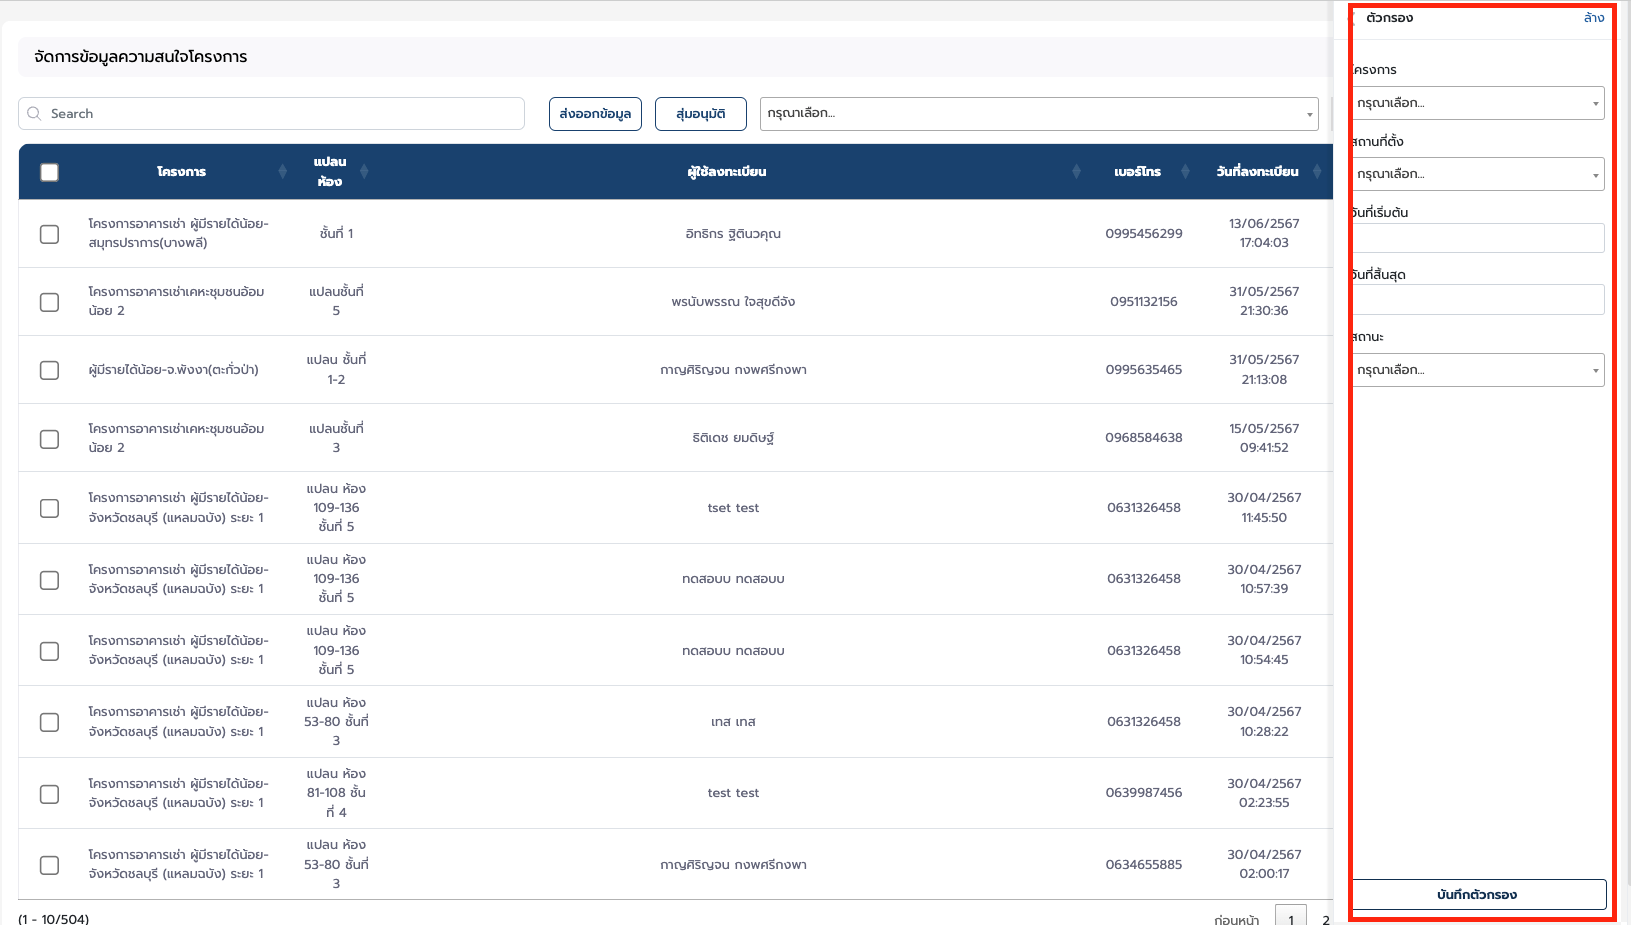 จัดการข้อมูลความสนใจโครงการ
Search
ส่งออกข้อมูล
สุ่มอนุมัติ
กรุณาเลือก...
โครงการ
แปลน
ห้อง
ผู้ใช้ลงทะเบียน
เบอร์โทร
วันที่ลงทะเบียน
โครงการอาคารเช่า ผู้มีรายได้น้อย-
สมุทรปราการ(บางพลี)
ชั้นที่ 1
อิทธิกร ฐิตินวคุณ
0995456299
13/06/2567
17:04:03
โครงการอาคารเช่าเคหะชุมชนอ้อม
น้อย 2
แปลนชั้นที่
5
พรนับพรรณ ใจสุขดีจัง
0951132156
31/05/2567
21:30:36
ผู้มีรายได้น้อย-จ.พังงา(ตะกั่วป่า)
แปลน ชั้นที่
1-2
กาญศิริญจน กงพศรีกงพา
0995635465
31/05/2567
21:13:08
โครงการอาคารเช่าเคหะชุมชนอ้อม
น้อย 2
แปลนชั้นที่
3
ธิติเดช ยมดิษฐ์
0968584638
15/05/2567
09:41:52
โครงการอาคารเช่า ผู้มีรายได้น้อย-
จังหวัดชลบุรี (แหลมฉบัง) ระยะ 1
แปลน ห้อง
109-136
ชั้นที่ 5
tset test
0631326458
30/04/2567
11:45:50
โครงการอาคารเช่า ผู้มีรายได้น้อย-
จังหวัดชลบุรี (แหลมฉบัง) ระยะ 1
แปลน ห้อง
109-136
ชั้นที่ 5
ทดสอบบ ทดสอบบ
0631326458
30/04/2567
10:57:39
โครงการอาคารเช่า ผู้มีรายได้น้อย-
จังหวัดชลบุรี (แหลมฉบัง) ระยะ 1
แปลน ห้อง
109-136
ชั้นที่ 5
ทดสอบบ ทดสอบบ
0631326458
30/04/2567
10:54:45
โครงการอาคารเช่า ผู้มีรายได้น้อย-
จังหวัดชลบุรี (แหลมฉบัง) ระยะ 1
แปลน ห้อง
53-80 ชั้นที่
3
เทส เทส
0631326458
30/04/2567
10:28:22
โครงการอาคารเช่า ผู้มีรายได้น้อย-
จังหวัดชลบุรี (แหลมฉบัง) ระยะ 1
แปลน ห้อง
81-108 ชั้น
ที่ 4
test test
0639987456
30/04/2567
02:23:55
โครงการอาคารเช่า ผู้มีรายได้น้อย-
จังหวัดชลบุรี (แหลมฉบัง) ระยะ 1
แปลน ห้อง
53-80 ชั้นที่
3
กาญศิริญจน กงพศรีกงพา
0634655885
30/04/2567
02:00:17
(1 - 10/504)
ก่อนหน้า
1
2
ตัวกรอง
ล้าง
โครงการ
กรุณาเลือก...
สถานที่ตั้ง
กรุณาเลือก...
วันที่เริ่มต้น
วันที่สิ้นสุด
สถานะ
กรุณาเลือก...
บันทึกตัวกรอง